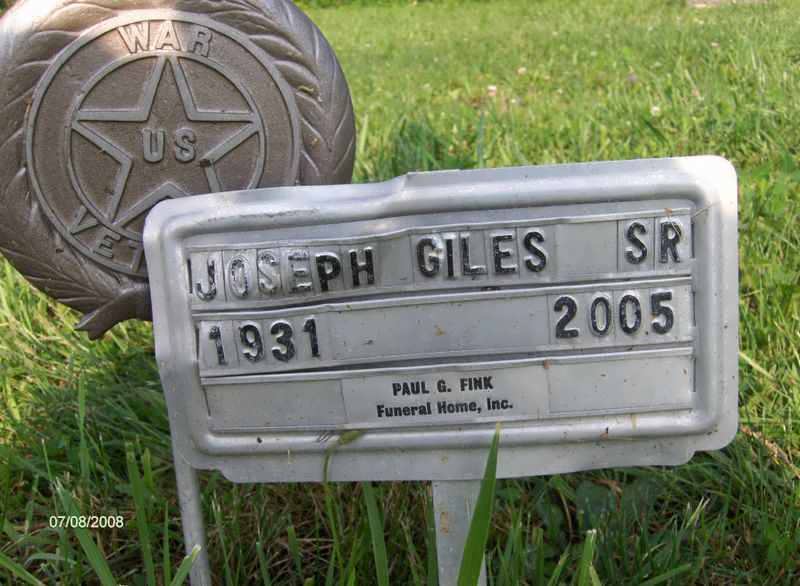 WAR
US
VET
JOSEPH GILES SR
1931 2005
PAUL G. FINK
Funeral Home, Inc.
07/08/2008